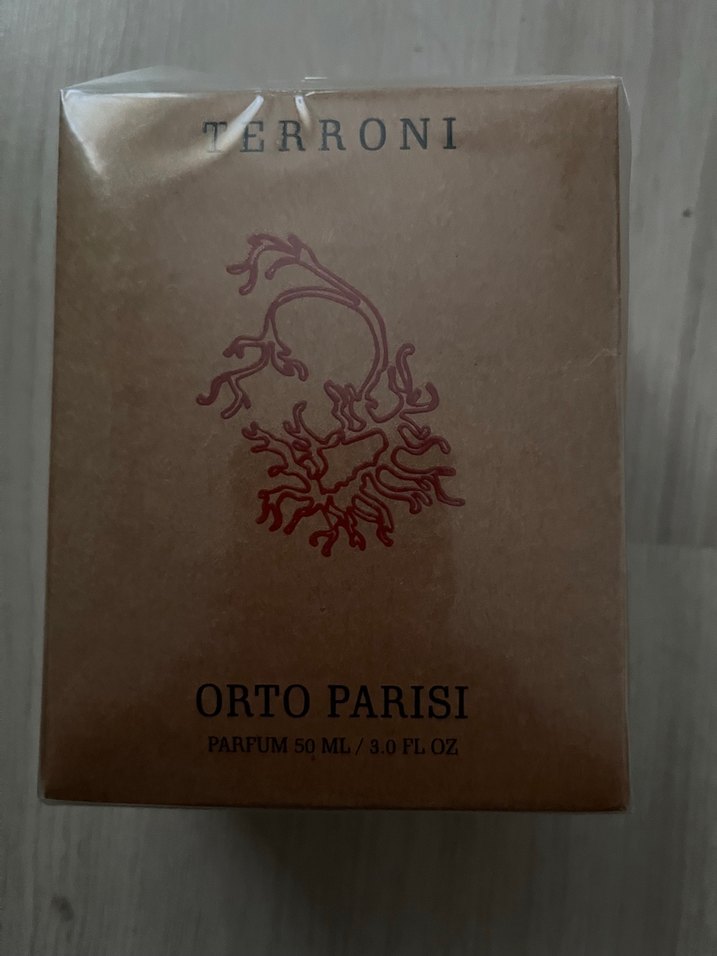 TERRONI
ORTO PARISI
PARFUM 50 ML / 3.0 FL OZ